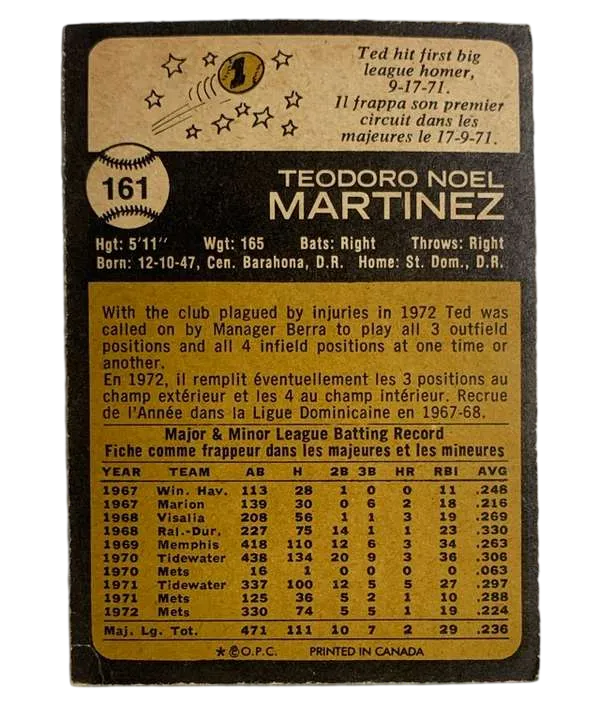 1
Ted hit first big
league homer,
9-17-71.
Il frappa son premier
circuit dans les
majeures le 17-9-71.
161
TEODORO NOEL
MARTINEZ
Hgt: 5'11" Wgt: 165 Bats: Right Throws: Right
Born: 12-10-47, Cen. Barahona, D.R. Home: St. Dom., D.R.
With the club plagued by injuries in 1972 Ted was
called on by Manager Berra to play all 3 outfield
positions and all 4 infield positions at one time or
another.
En 1972, il remplit éventuellement les 3 positions au
champ extérieur et les 4 au champ intérieur. Recrue
de l'Année dans la Ligue Dominicaine en 1967-68.
Major & Minor League Batting Record
Fiche comme frappeur dans les majeures et les mineures
YEAR TEAM AB H 2B 3B HR RBI AVG
1967 Win. Hav. 113 28 1 0 0 11 .248
1967 Marion 139 30 0 6 2 18 .216
1968 Visalia 208 56 1 1 3 19 .269
1968 Ral.-Dur. 227 75 14 1 1 23 .330
1969 Memphis 418 110 12 6 3 34 .263
1970 Tidewater 438 134 20 9 3 36 .306
1970 Mets 16 1 0 0 0 0 .063
1971 Tidewater 337 100 12 5 5 27 .297
1971 Mets 125 36 5 2 1 10 .288
1972 Mets 330 74 5 5 1 19 .224
Maj. Lg. Tot. 471 111 10 7 2 29 .236
* © O.P.C. PRINTED IN CANADA